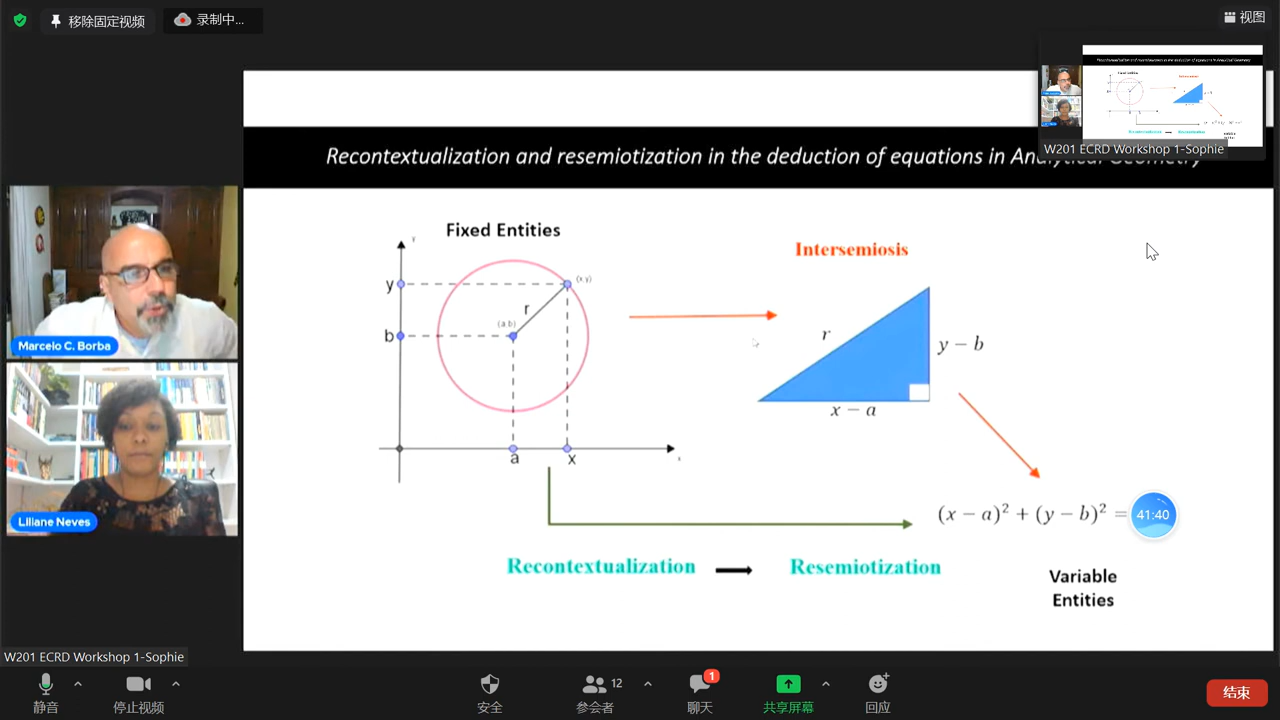 移除固定视频
录制中...
视图
Recontextualization and resemiotization in the deduction of equations in Analytical Geometry
W201 ECRD Workshop 1-Sophie
Fixed Entities
Intersemiosis
Y
y
(x,y)
r
(a,b)
b
a
x
r
y − b
x − a
Marcelo C. Borba
Liliane Neves
(x − a)² + (y − b)² =
41:40
Recontextualization
Resemiotization
Variable
Entities
W201 ECRD Workshop 1-Sophie
静音
停止视频
安全
12
参会者
1
聊天
共享屏幕
回应
结束